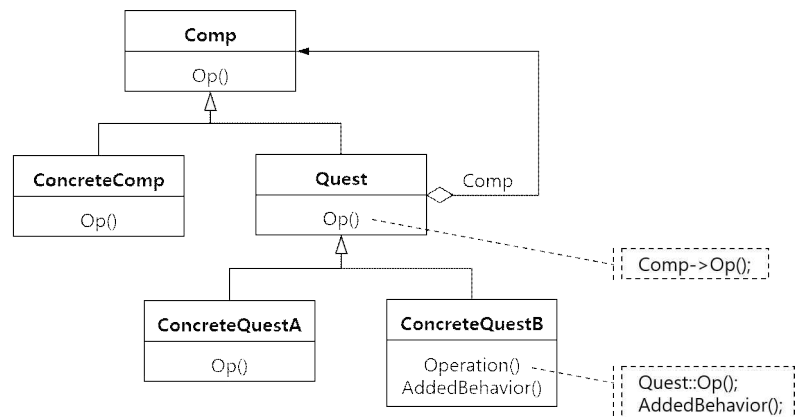 Comp
Op()
ConcreteComp
Op()
Quest
Op()
Comp
Comp->Op();
ConcreteQuestA
Op()
ConcreteQuestB
Operation()
AddedBehavior()
Quest::Op();
AddedBehavior();